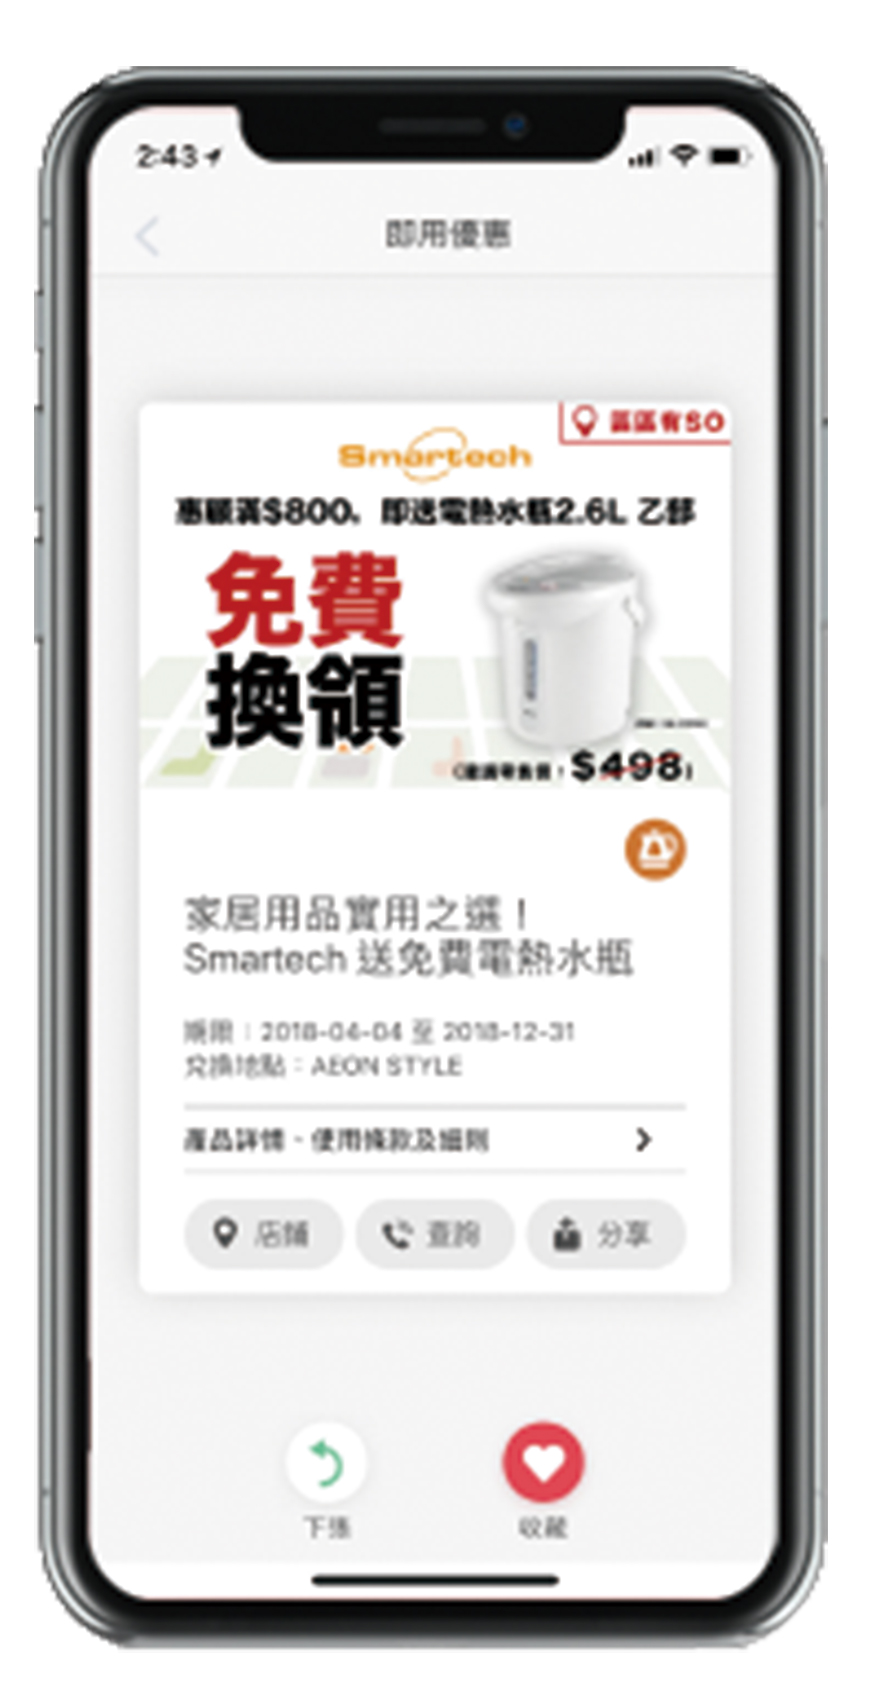 2:43
即用優惠
區區有SO
Smartech
惠顧滿$800, 即送電熱水瓶2.6L 乙部
免費
換領
(建議零售價: $498)
家居用品實用之選!
Smartech 送免費電熱水瓶
期限:2018-04-04 至 2018-12-31
兌換地點:AEON STYLE
產品詳情、使用條款及細則
店舖 查詢 分享
下張 收藏